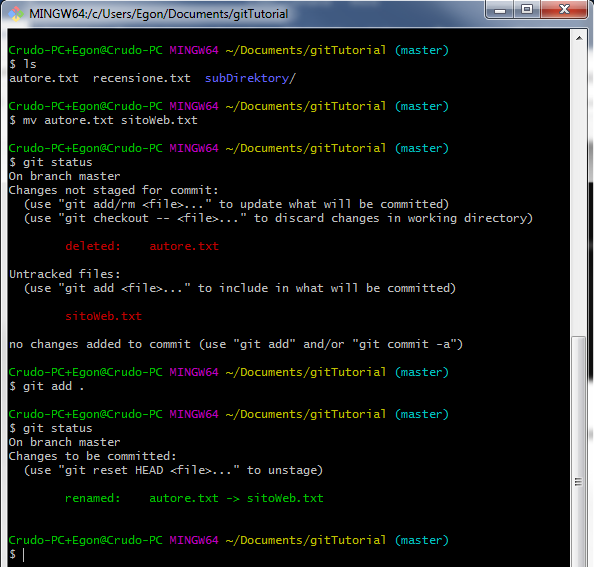 MINGW64:/c/Users/Egon/Documents/gitTutorial
Crudo-PC+Egon@Crudo-PC MINGW64 ~/Documents/gitTutorial (master)
$ ls
autore.txt  recensione.txt  subDirektory/
Crudo-PC+Egon@Crudo-PC MINGW64 ~/Documents/gitTutorial (master)
$ mv autore.txt sitoWeb.txt
Crudo-PC+Egon@Crudo-PC MINGW64 ~/Documents/gitTutorial (master)
$ git status
On branch master
Changes not staged for commit:
  (use "git add/rm <file>..." to update what will be committed)
  (use "git checkout -- <file>..." to discard changes in working directory)
        deleted:    autore.txt
Untracked files:
  (use "git add <file>..." to include in what will be committed)
        sitoWeb.txt
no changes added to commit (use "git add" and/or "git commit -a")
Crudo-PC+Egon@Crudo-PC MINGW64 ~/Documents/gitTutorial (master)
$ git add .
Crudo-PC+Egon@Crudo-PC MINGW64 ~/Documents/gitTutorial (master)
$ git status
On branch master
Changes to be committed:
  (use "git reset HEAD <file>..." to unstage)
        renamed:    autore.txt -> sitoWeb.txt
Crudo-PC+Egon@Crudo-PC MINGW64 ~/Documents/gitTutorial (master)
$